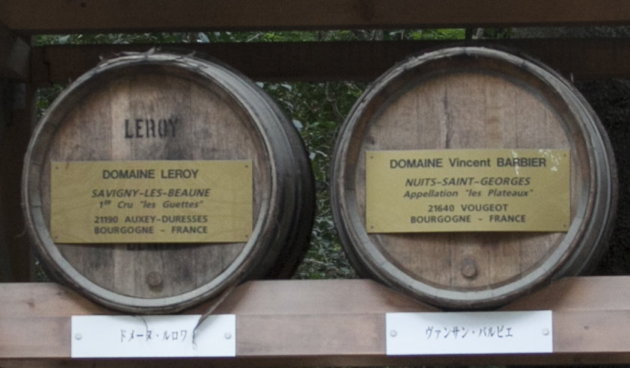 LEROY
DOMAINE LEROY
SAVIGNY-LES-BEAUNE
1er Cru "les Guettes"
21190 AUXEY-DURESSES
BOURGOGNE - FRANCE
ドメーヌ・ルロワ
DOMAINE Vincent BARBIER
NUITS-SAINT-GEORGES
Appellation "les Plateaux"
21640 VOUGEOT
BOURGOGNE - FRANCE
ヴァンサン・バルビエ